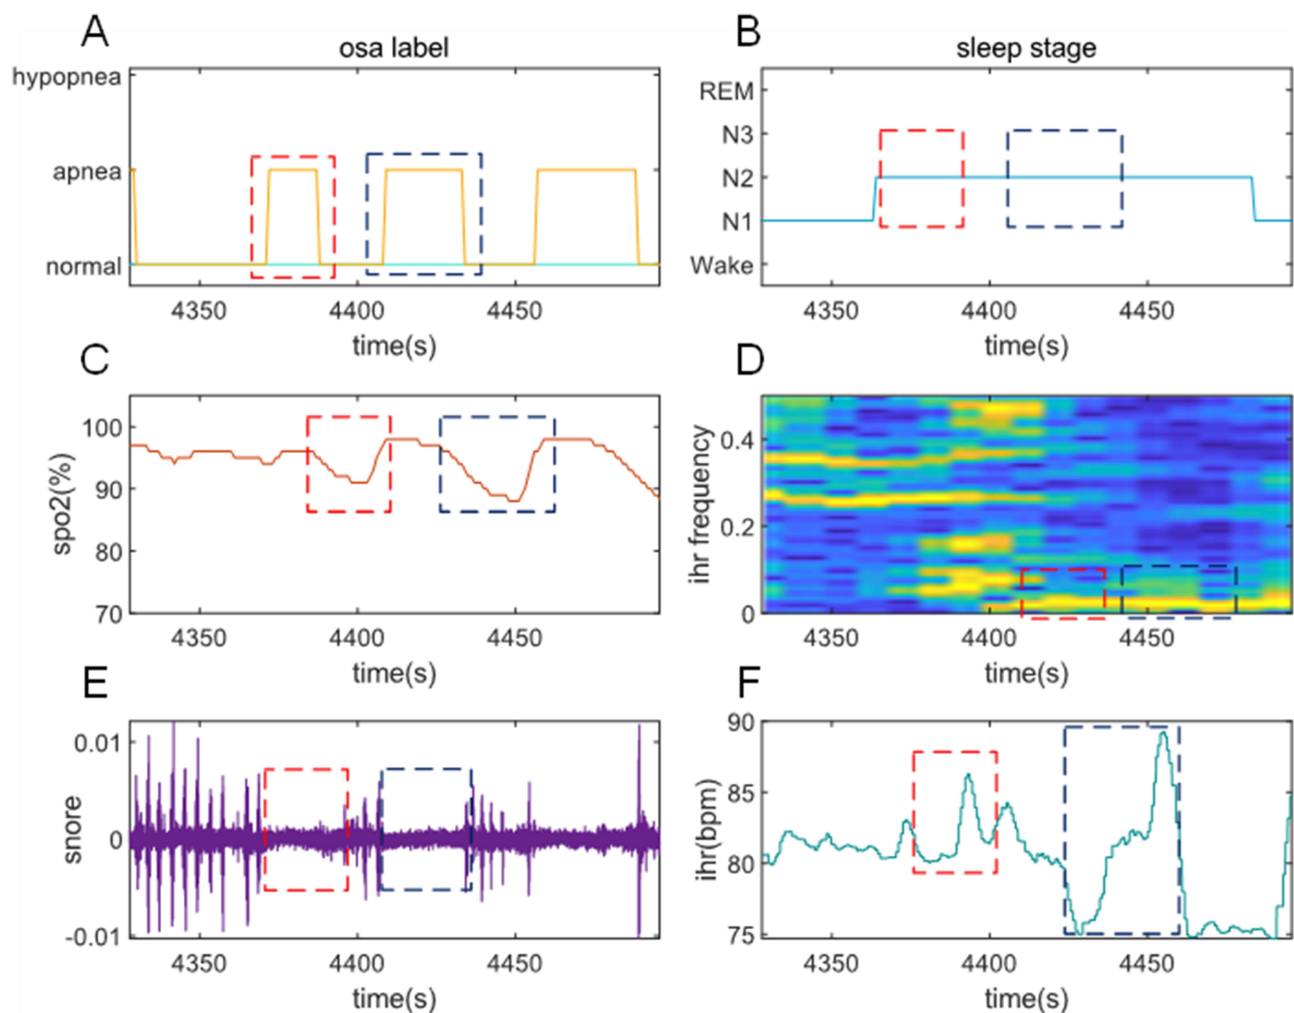 A
osa label
hypopnea
apnea
normal
4350 4400 4450
time(s)
B
sleep stage
REM
N3
N2
N1
Wake
4350 4400 4450
time(s)
C
spo2(%)
100
90
80
70
4350 4400 4450
time(s)
D
ihr frequency
0.4
0.2
0
4350 4400 4450
time(s)
E
snore
0.01
0
-0.01
4350 4400 4450
time(s)
F
ihr(bpm)
90
85
80
75
4350 4400 4450
time(s)